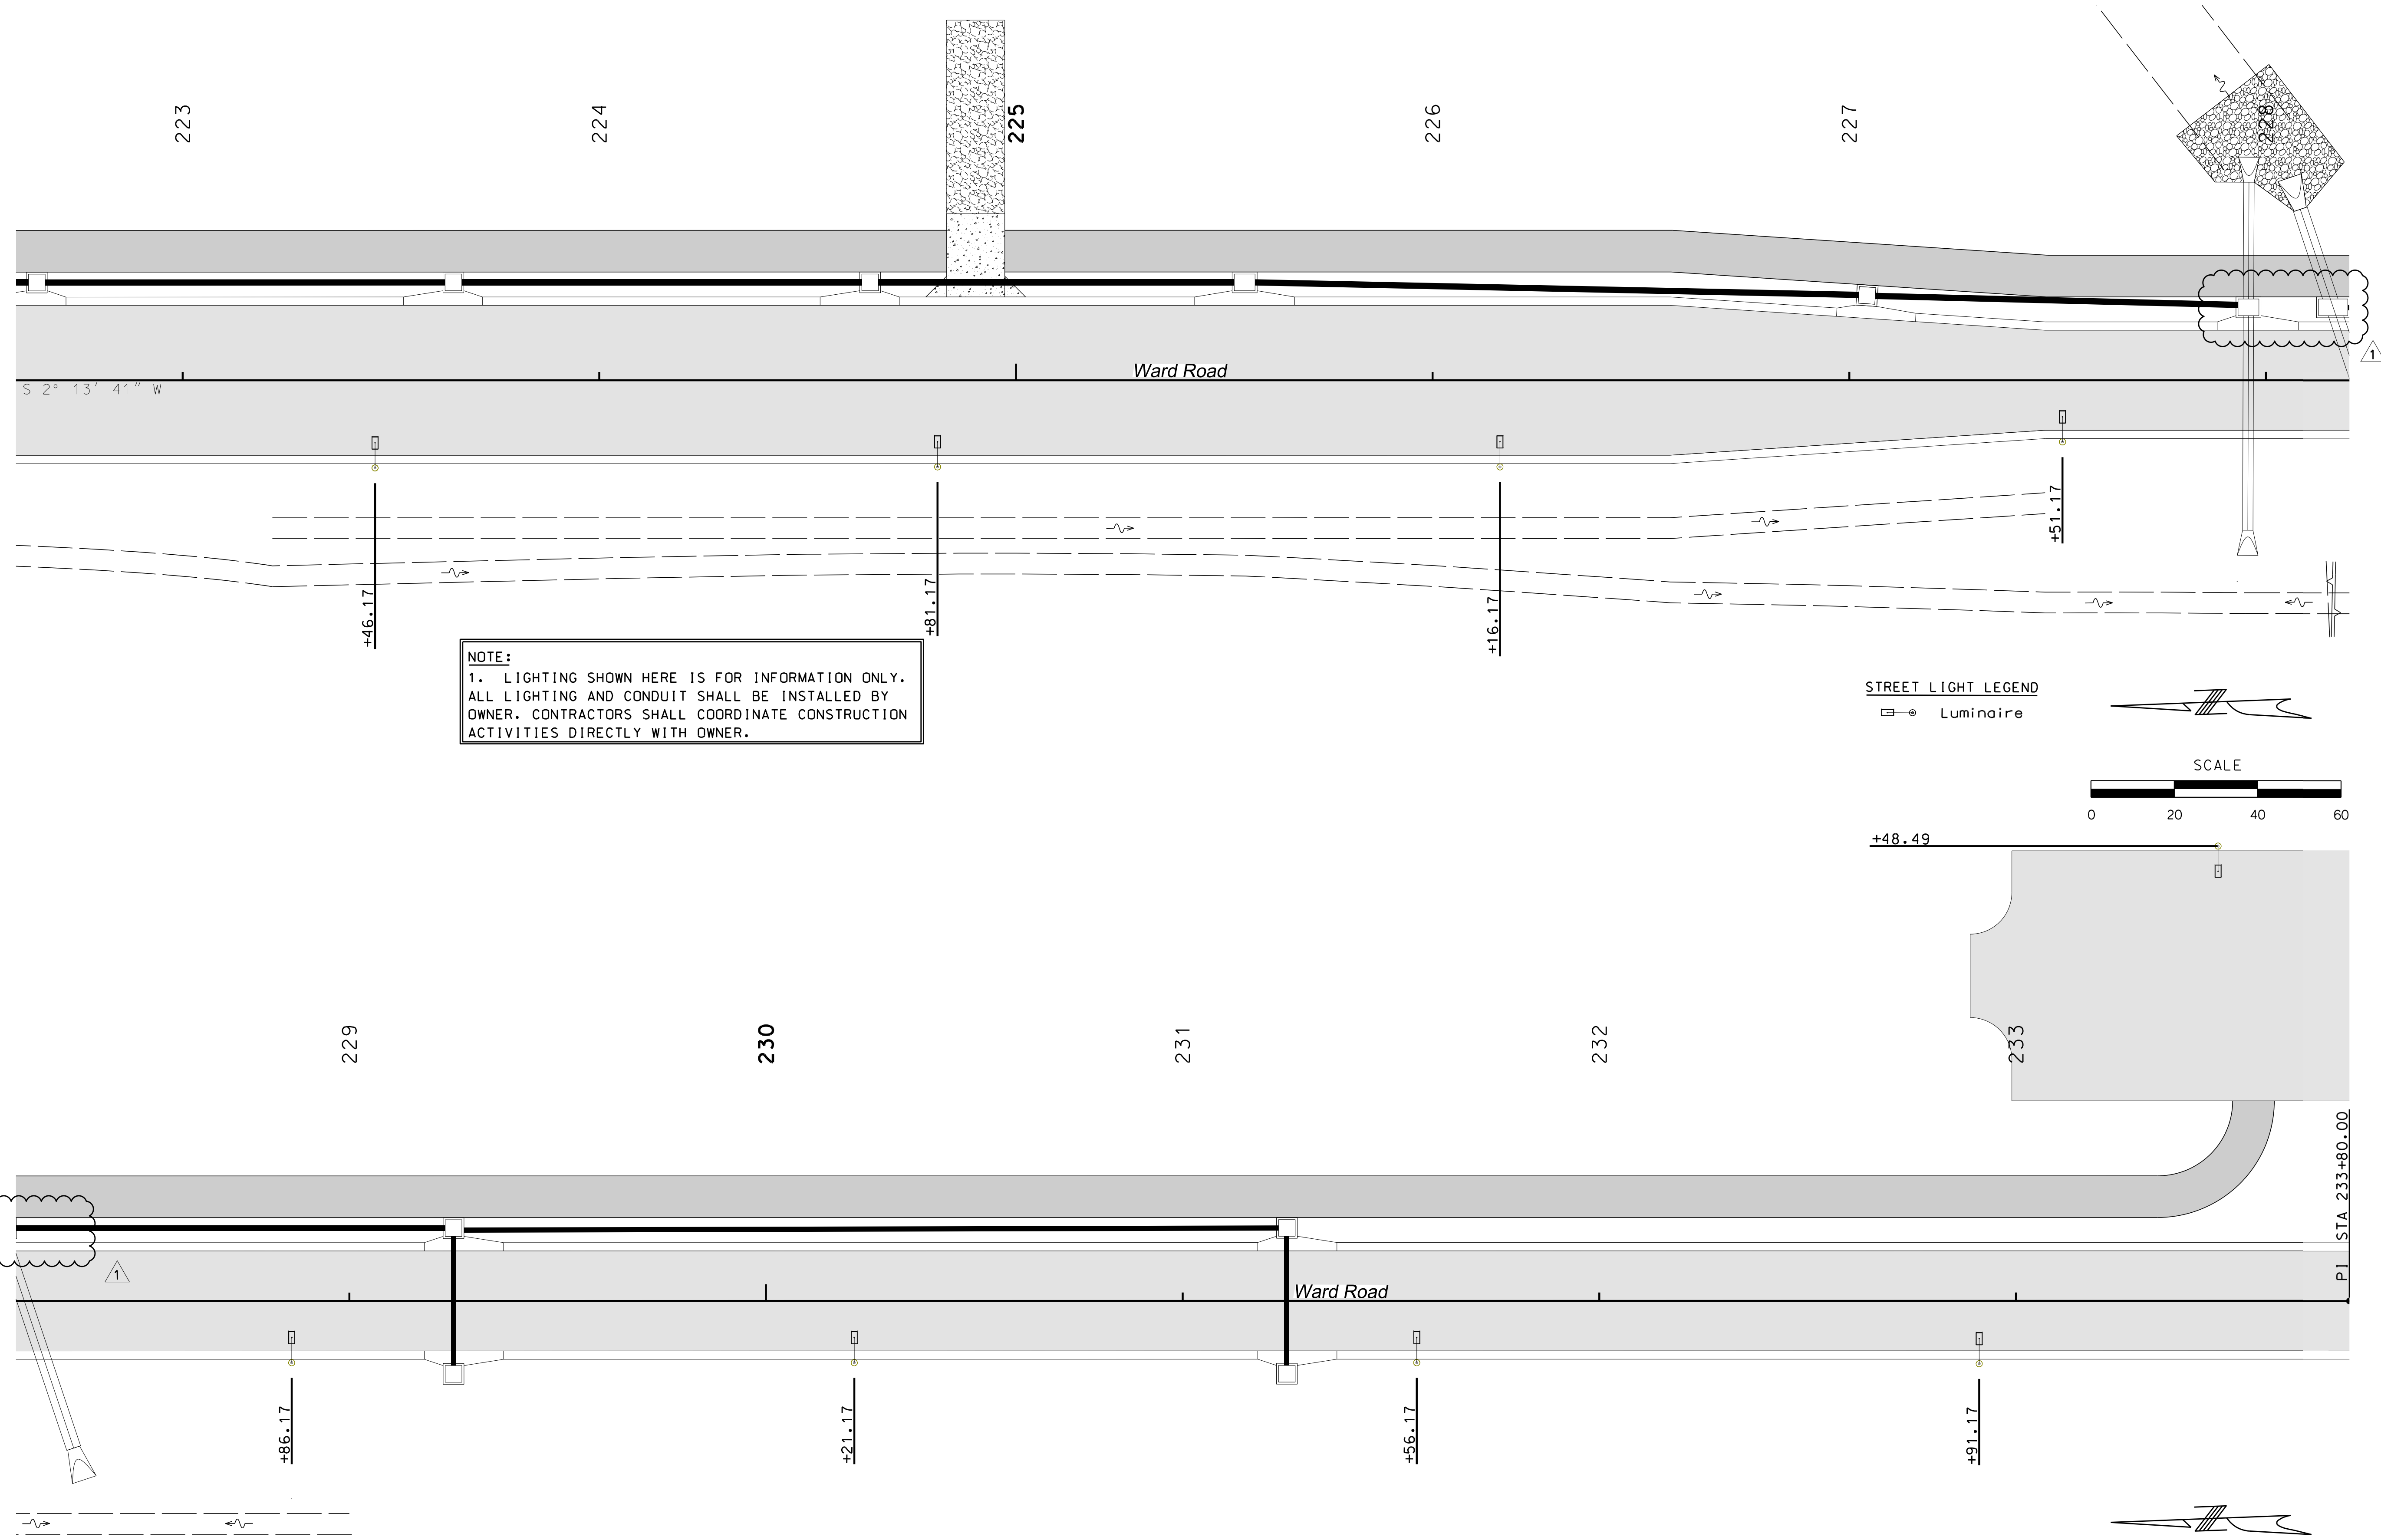 223
224
225
226
227
228
Ward Road
S 2° 13' 41" W
1
+46.17
+81.17
+16.17
+51.17
NOTE:
1. LIGHTING SHOWN HERE IS FOR INFORMATION ONLY.
ALL LIGHTING AND CONDUIT SHALL BE INSTALLED BY
OWNER. CONTRACTORS SHALL COORDINATE CONSTRUCTION
ACTIVITIES DIRECTLY WITH OWNER.
STREET LIGHT LEGEND
Luminaire
SCALE
0 20 40 60
+48.49
229
230
231
232
233
PI STA 233+80.00
1
Ward Road
+86.17
+21.17
+56.17
+91.17